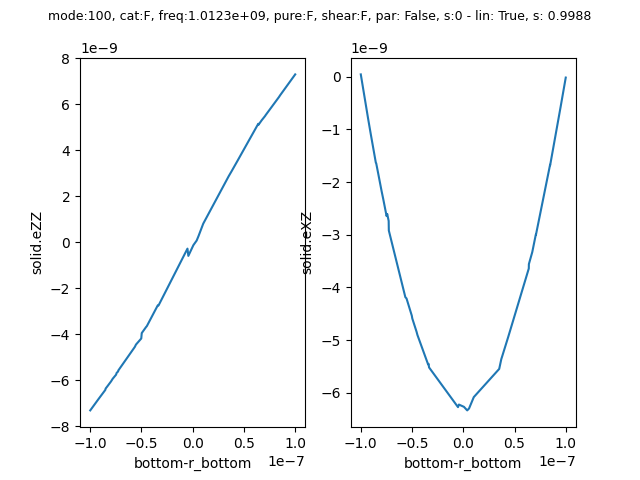 mode:100, cat:F, freq:1.0123e+09, pure:F, shear:F, par: False, s:0 - lin: True, s: 0.9988
1e−9
8
6
4
2
0
−2
−4
−6
−8
solid.eZZ
−1.0 −0.5 0.0 0.5 1.0
bottom-r_bottom 1e−7
1e−9
0
−1
−2
−3
−4
−5
−6
solid.eXZ
−1.0 −0.5 0.0 0.5 1.0
bottom-r_bottom 1e−7